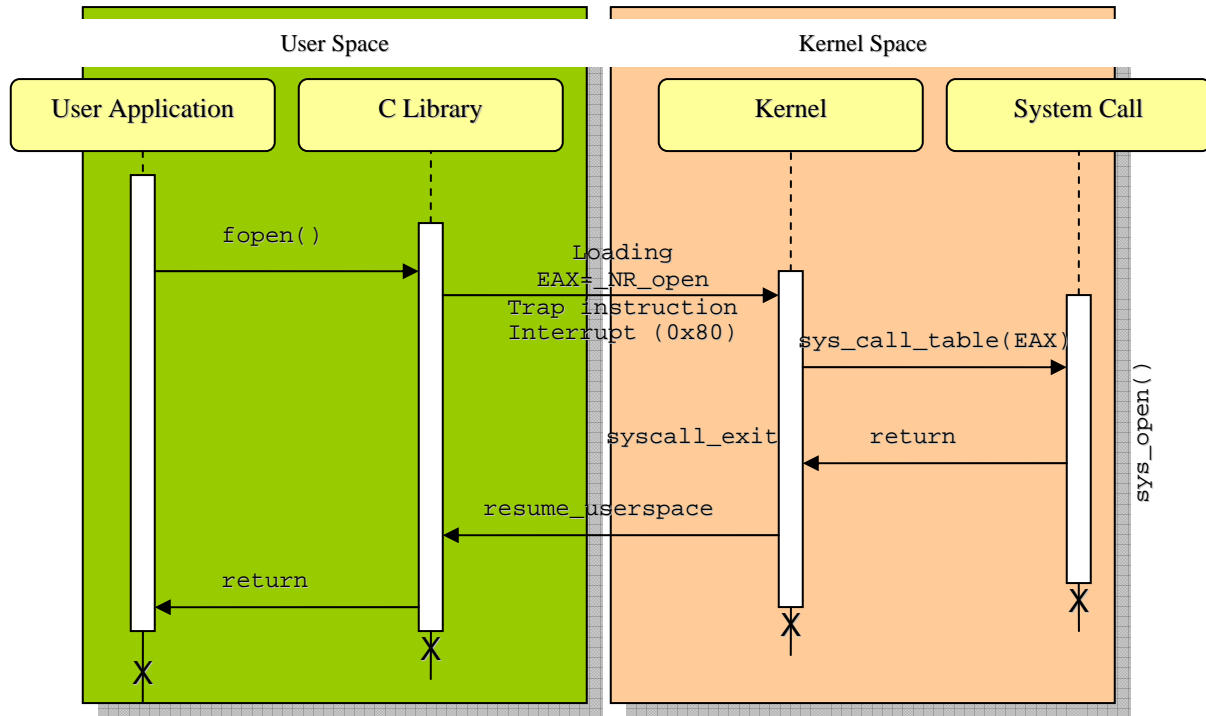 User Space
Kernel Space
User Application
C Library
Kernel
System Call
fopen()
Loading
EAX=_NR_open
Trap instruction
Interrupt (0x80)
sys_call_table(EAX)
sys_open()
syscall_exit
return
resume_userspace
return
X
X
X
X